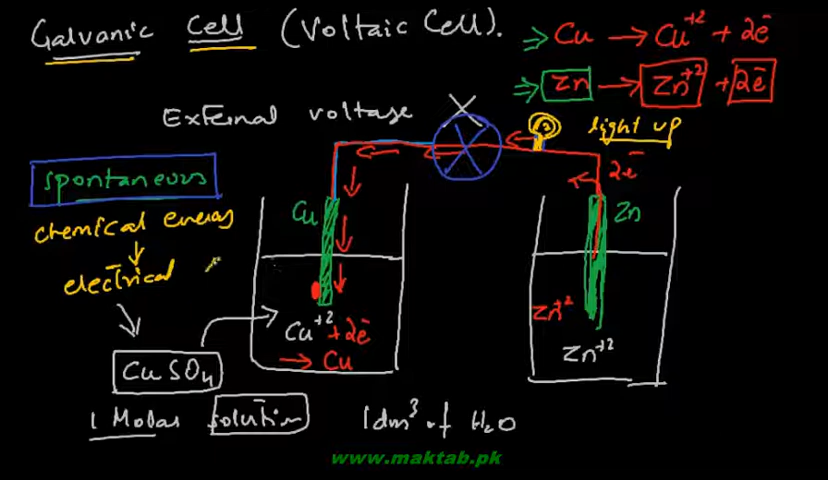 Galvanic Cell (Voltaic Cell).
⇒ Cu → Cu+2 + 2e-
⇒ Zn → Zn+2 + 2e-
External voltage
light up
spontaneous
2e-
Cu
Zn
chemical energy
↓
electrical
Zn+2
Cu+2 + 2e-
→ Cu
Zn+2
CuSO4
1 Molar solution 1dm3 of H2O
www.maktab.pk